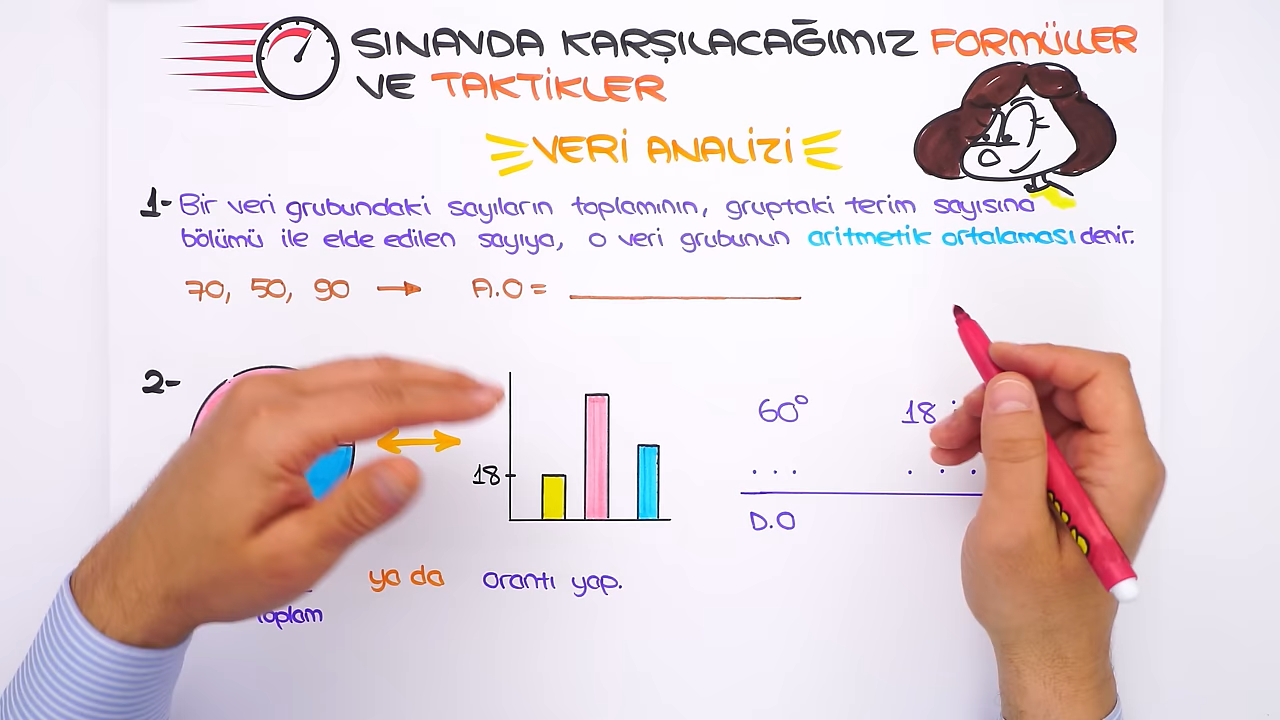 SINAVDA KARŞILACAĞIMIZ FORMÜLLER
VE TAKTİKLER
VERİ ANALİZİ
1- Bir veri grubundaki sayıların toplamının, gruptaki terim sayısına
bölümü ile elde edilen sayıya, o veri grubunun aritmetik ortalaması denir.
70, 50, 90 → A.O =
2-
18
60° 18
... ...
D.O
ya da orantı yap.
toplam